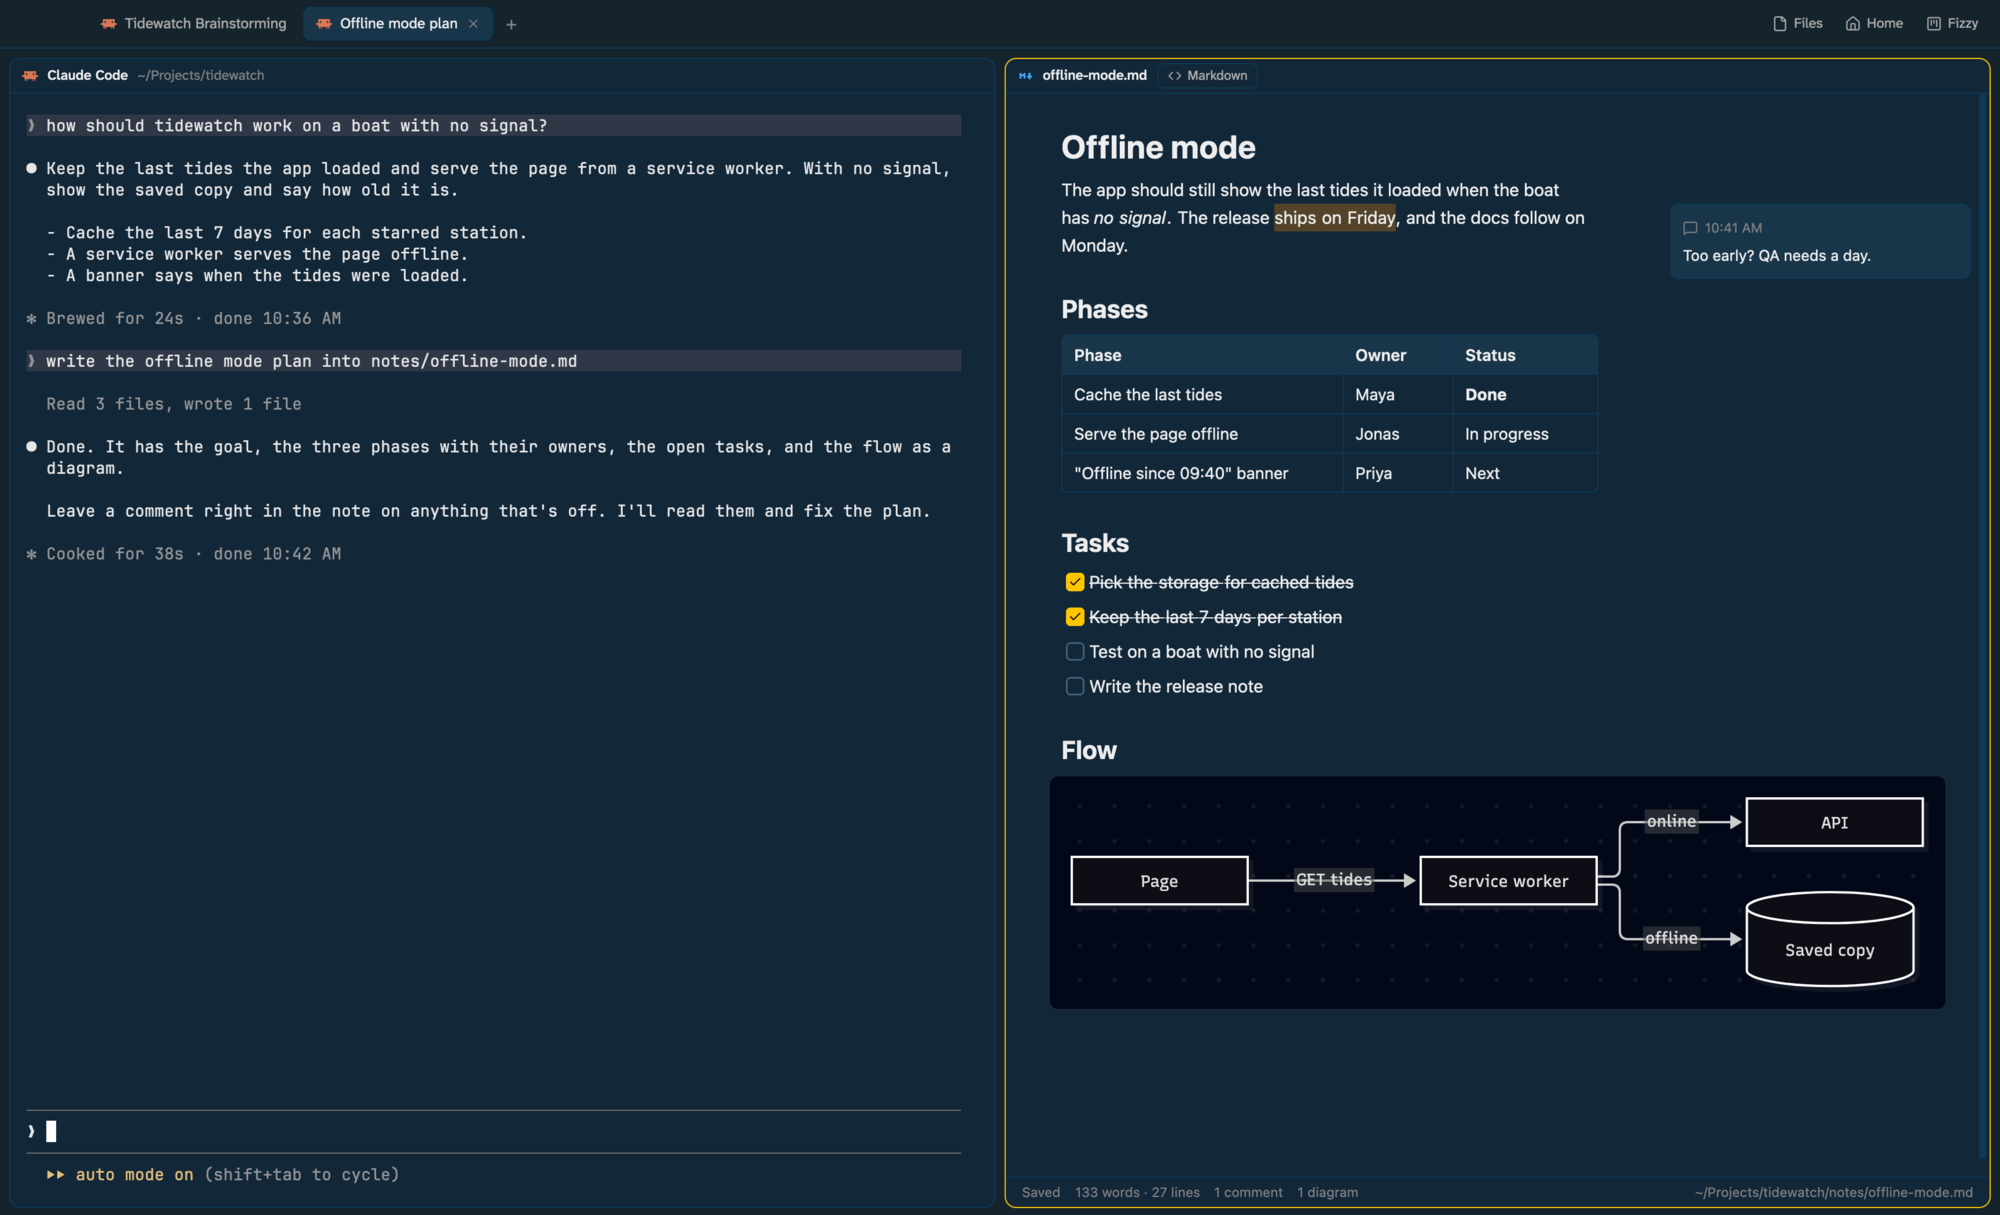 Tidewatch Brainstorming
Offline mode plan
Files
Home
Fizzy
Claude Code ~/Projects/tidewatch
❯ how should tidewatch work on a boat with no signal?
● Keep the last tides the app loaded and serve the page from a service worker. With no signal,
show the saved copy and say how old it is.
- Cache the last 7 days for each starred station.
- A service worker serves the page offline.
- A banner says when the tides were loaded.
✻ Brewed for 24s · done 10:36 AM
❯ write the offline mode plan into notes/offline-mode.md
Read 3 files, wrote 1 file
● Done. It has the goal, the three phases with their owners, the open tasks, and the flow as a
diagram.
Leave a comment right in the note on anything that's off. I'll read them and fix the plan.
✻ Cooked for 38s · done 10:42 AM
❯
▸▸ auto mode on (shift+tab to cycle)
M↓ offline-mode.md <> Markdown
Offline mode
The app should still show the last tides it loaded when the boat
has no signal. The release ships on Friday, and the docs follow on
Monday.
10:41 AM
Too early? QA needs a day.
Phases
Phase Owner Status
Cache the last tides Maya Done
Serve the page offline Jonas In progress
"Offline since 09:40" banner Priya Next
Tasks
Pick the storage for cached tides
Keep the last 7 days per station
Test on a boat with no signal
Write the release note
Flow
Page
GET tides
Service worker
online
API
offline
Saved copy
Saved 133 words · 27 lines 1 comment 1 diagram
~/Projects/tidewatch/notes/offline-mode.md